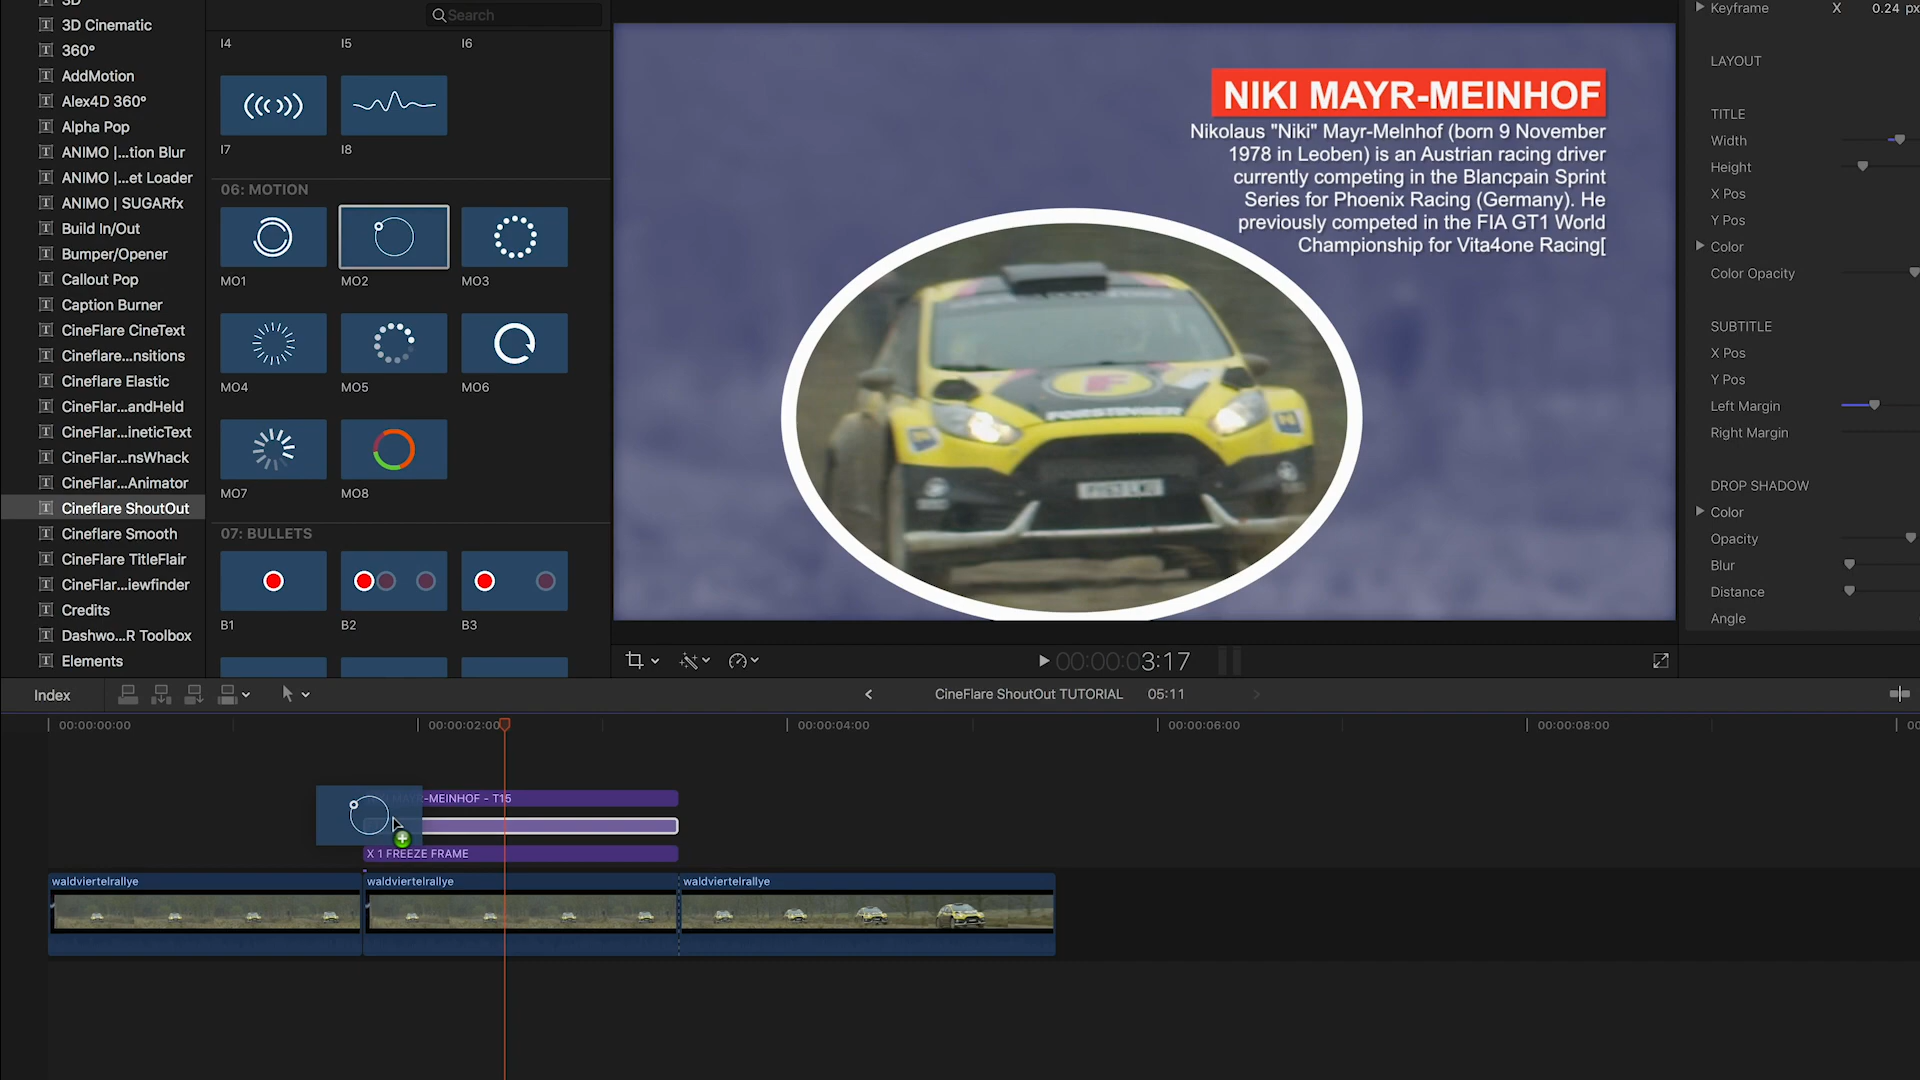 3D
3D Cinematic
360°
AddMotion
Alex4D 360°
Alpha Pop
ANIMO |...tion Blur
ANIMO |...et Loader
ANIMO | SUGARfx
Build In/Out
Bumper/Opener
Callout Pop
Caption Burner
CineFlare CineText
Cineflare...nsitions
Cineflare Elastic
CineFlar...andHeld
CineFlar...ineticText
CineFlar...nsWhack
CineFlar...Animator
Cineflare ShoutOut
Cineflare Smooth
CineFlare TitleFlair
CineFlar...iewfinder
Credits
Dashwo...R Toolbox
Elements
Search
I4 I5 I6
I7 I8
06: MOTION
MO1 MO2 MO3
MO4 MO5 MO6
MO7 MO8
07: BULLETS
B1 B2 B3
NIKI MAYR-MEINHOF
Nikolaus "Niki" Mayr-Melnhof (born 9 November
1978 in Leoben) is an Austrian racing driver
currently competing in the Blancpain Sprint
Series for Phoenix Racing (Germany). He
previously competed in the FIA GT1 World
Championship for Vita4one Racing[
F
FORSTINGER
Keyframe X 0.24 px
LAYOUT
TITLE
Width
Height
X Pos
Y Pos
Color
Color Opacity
SUBTITLE
X Pos
Y Pos
Left Margin
Right Margin
DROP SHADOW
Color
Opacity
Blur
Distance
Angle
00:00:03:17
Index
CineFlare ShoutOut TUTORIAL 05:11
00:00:00:00 00:00:02:00 00:00:04:00 00:00:06:00 00:00:08:00 00
-MEINHOF - T15
X 1 FREEZE FRAME
waldviertelrallye waldviertelrallye waldviertelrallye